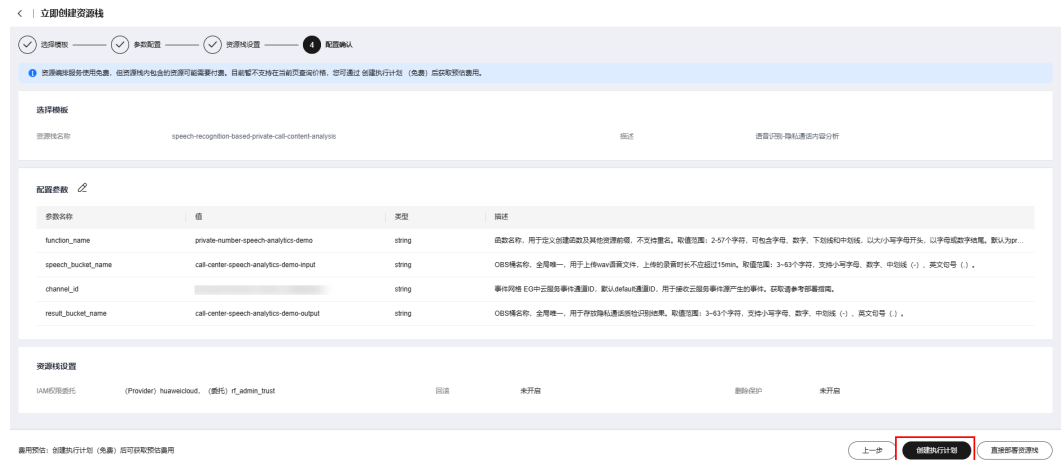 立即创建资源栈
选择模板 参数配置 资源栈设置 4 配置确认
资源编排服务使用免费，但资源栈内包含的资源可能需要付费。目前暂不支持在当前页查询价格，您可通过 创建执行计划 （免费）后获取预估费用。
选择模板
资源栈名称 speech-recognition-based-private-call-content-analysis 描述 语音识别-隐私通话内容分析
配置参数
参数名称 值 类型 描述
function_name private-number-speech-analytics-demo string 函数名称，用于定义创建函数及其他资源前缀，不支持重名。取值范围：2-57个字符，可包含字母、数字、下划线和中划线，以大/小写字母开头，以字母或数字结尾。默认为pr...
speech_bucket_name call-center-speech-analytics-demo-input string OBS桶名称，全局唯一，用于上传wav语音文件，上传的录音时长不应超过15min。取值范围：3~63个字符，支持小写字母、数字、中划线（-）、英文句号（.）。
channel_id string 事件网格 EG中云服务事件通道ID，默认default通道ID，用于接收云服务事件源产生的事件。获取请参考部署指南。
result_bucket_name call-center-speech-analytics-demo-output string OBS桶名称，全局唯一，用于存放隐私通话质检识别结果。取值范围：3~63个字符，支持小写字母、数字、中划线（-）、英文句号（.）。
资源栈设置
IAM权限委托 （Provider）huaweicloud，（委托）rf_admin_trust 回滚 未开启 删除保护 未开启
费用预估：创建执行计划（免费）后可获取预估费用 上一步 创建执行计划 直接部署资源栈